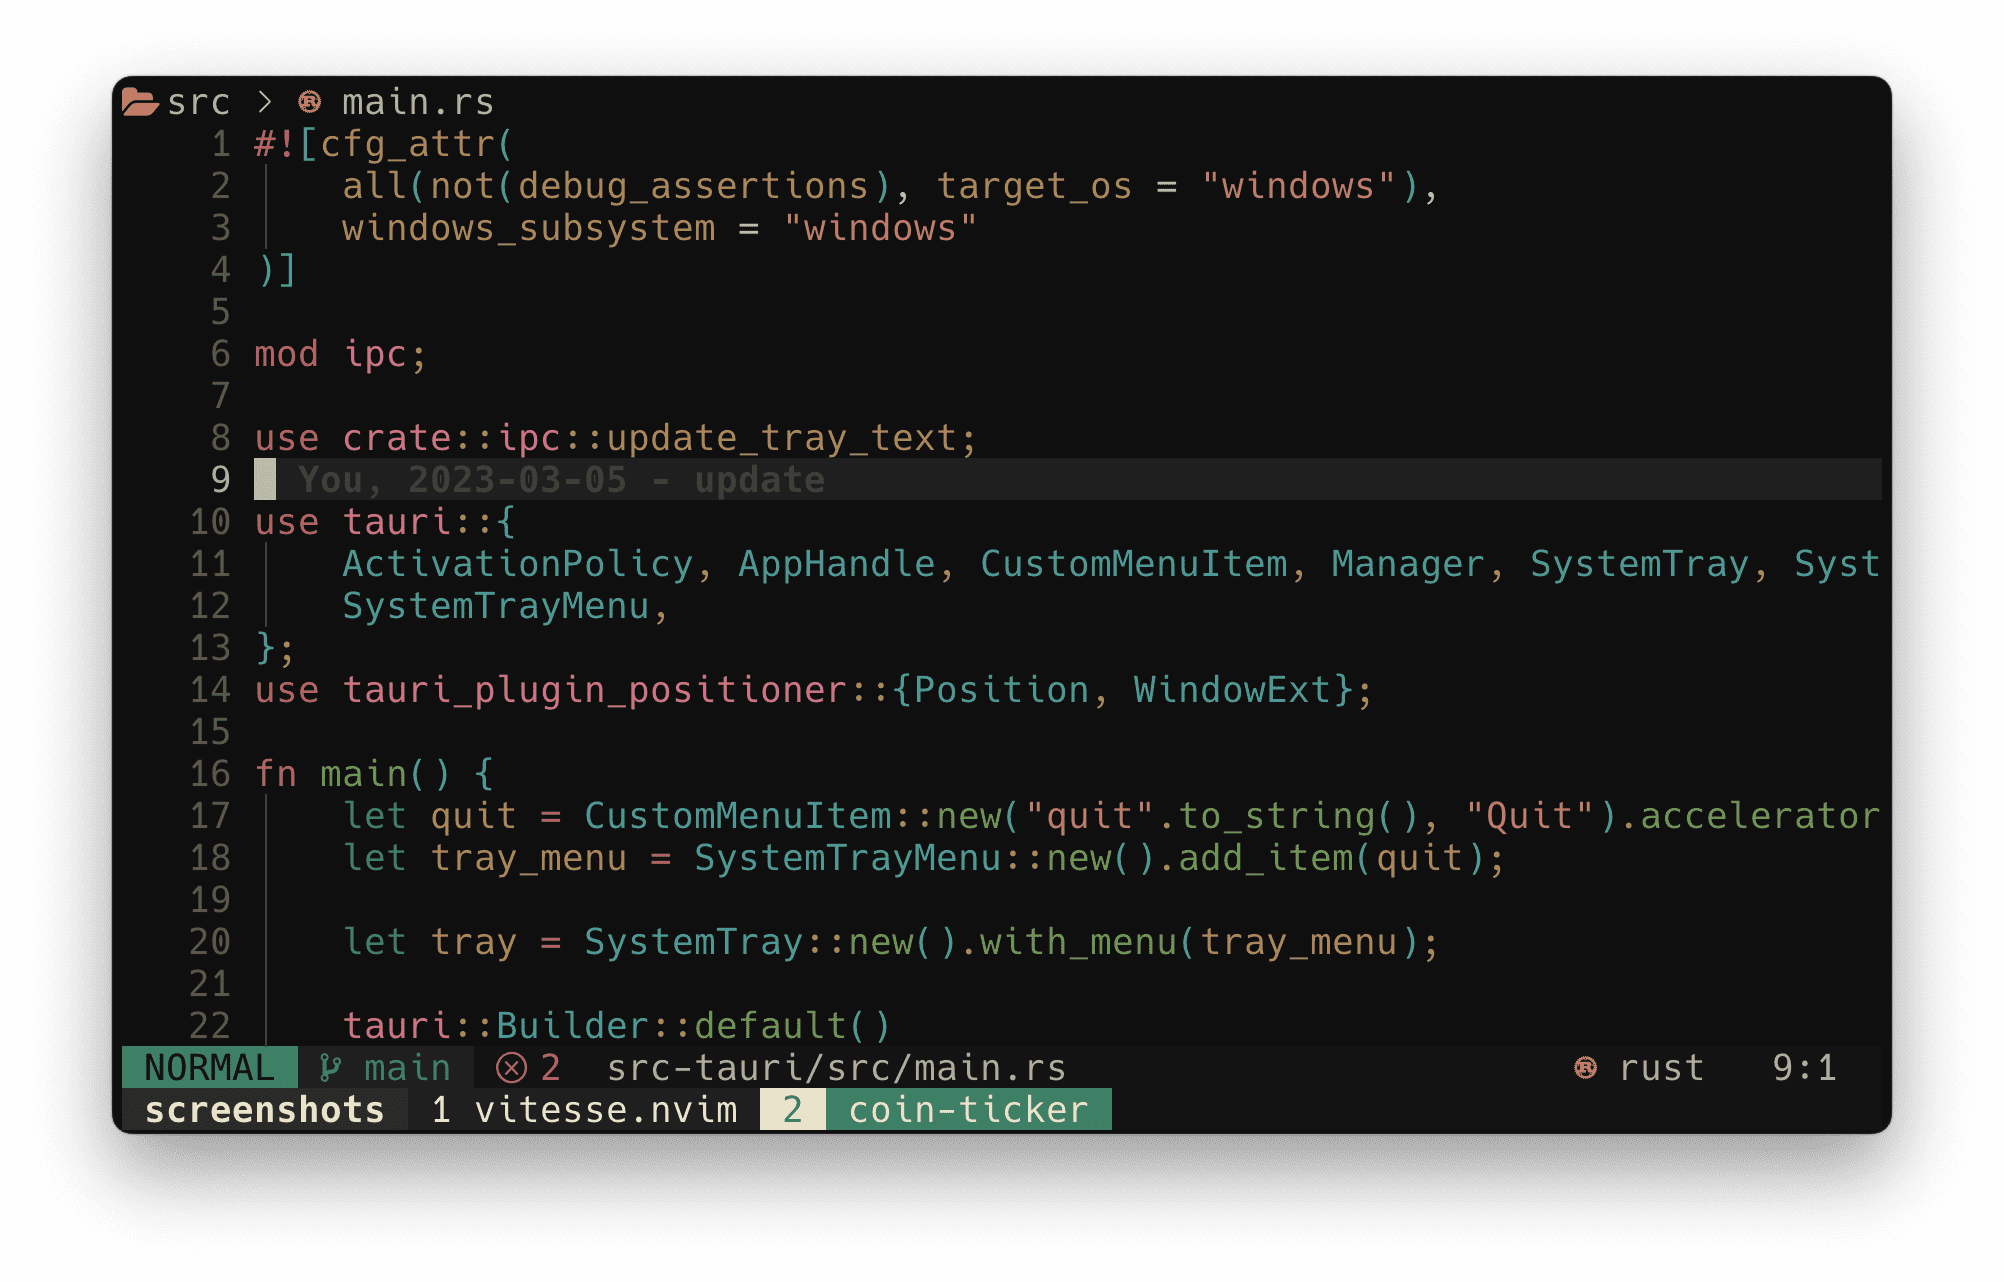 src > main.rs
1 #![cfg_attr(
2     all(not(debug_assertions), target_os = "windows"),
3     windows_subsystem = "windows"
4 )]
5
6 mod ipc;
7
8 use crate::ipc::update_tray_text;
9   You, 2023-03-05 - update
10 use tauri::{
11     ActivationPolicy, AppHandle, CustomMenuItem, Manager, SystemTray, Syst
12     SystemTrayMenu,
13 };
14 use tauri_plugin_positioner::{Position, WindowExt};
15
16 fn main() {
17     let quit = CustomMenuItem::new("quit".to_string(), "Quit").accelerator
18     let tray_menu = SystemTrayMenu::new().add_item(quit);
19
20     let tray = SystemTray::new().with_menu(tray_menu);
21
22     tauri::Builder::default()
NORMAL main 2 src-tauri/src/main.rs rust 9:1
screenshots 1 vitesse.nvim 2 coin-ticker